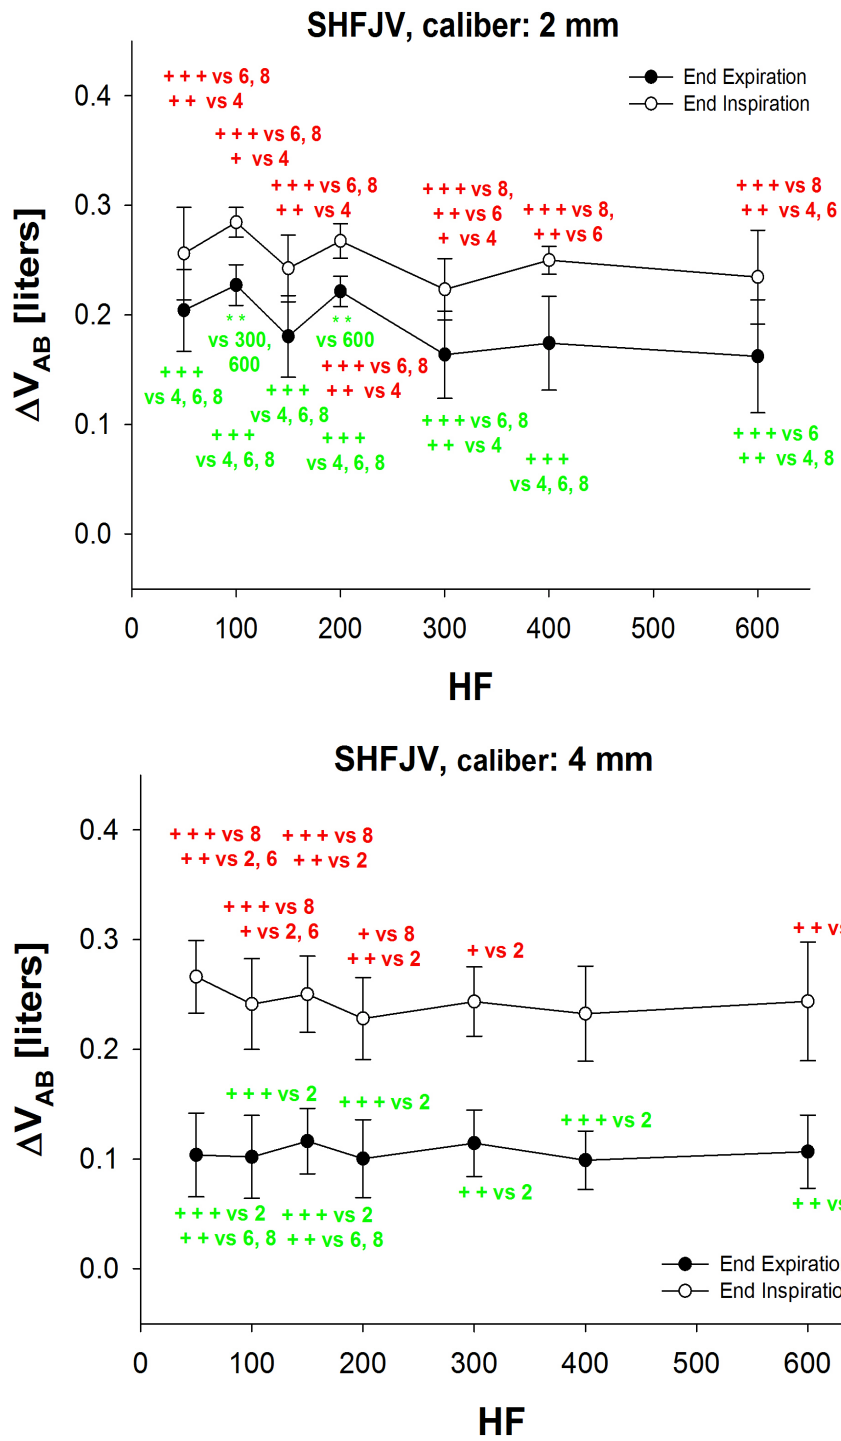 SHFJV, caliber: 2 mm
End Expiration
End Inspiration
ΔVAB [liters]
0.4
0.3
0.2
0.1
0.0
+ + + vs 6, 8
+ + vs 4
+ + + vs 6, 8
+ vs 4
+ + + vs 6, 8
+ + vs 4
+ + + vs 8,
+ + vs 6
+ vs 4
+ + + vs 8,
+ + vs 6
+ + + vs 8
+ + vs 4, 6
* *
vs 300,
600
* *
vs 600
+ + + vs 6, 8
+ + vs 4
+ + +
vs 4, 6, 8
+ + +
vs 4, 6, 8
+ + +
vs 4, 6, 8
+ + +
vs 4, 6, 8
+ + + vs 6, 8
+ + vs 4
+ + +
vs 4, 6, 8
+ + + vs 6
+ + vs 4, 8
0 100 200 300 400 500 600
HF
SHFJV, caliber: 4 mm
ΔVAB [liters]
0.4
0.3
0.2
0.1
0.0
+ + + vs 8
+ + vs 2, 6
+ + + vs 8
+ + vs 2
+ + + vs 8
+ vs 2, 6
+ vs 8
+ + vs 2
+ vs 2
+ + vs
+ + + vs 2
+ + + vs 2
+ + + vs 2
+ + + vs 2
+ + vs 6, 8
+ + + vs 2
+ + vs 6, 8
+ + vs 2
+ + vs
End Expiratio
End Inspiratio
0 100 200 300 400 500 600
HF